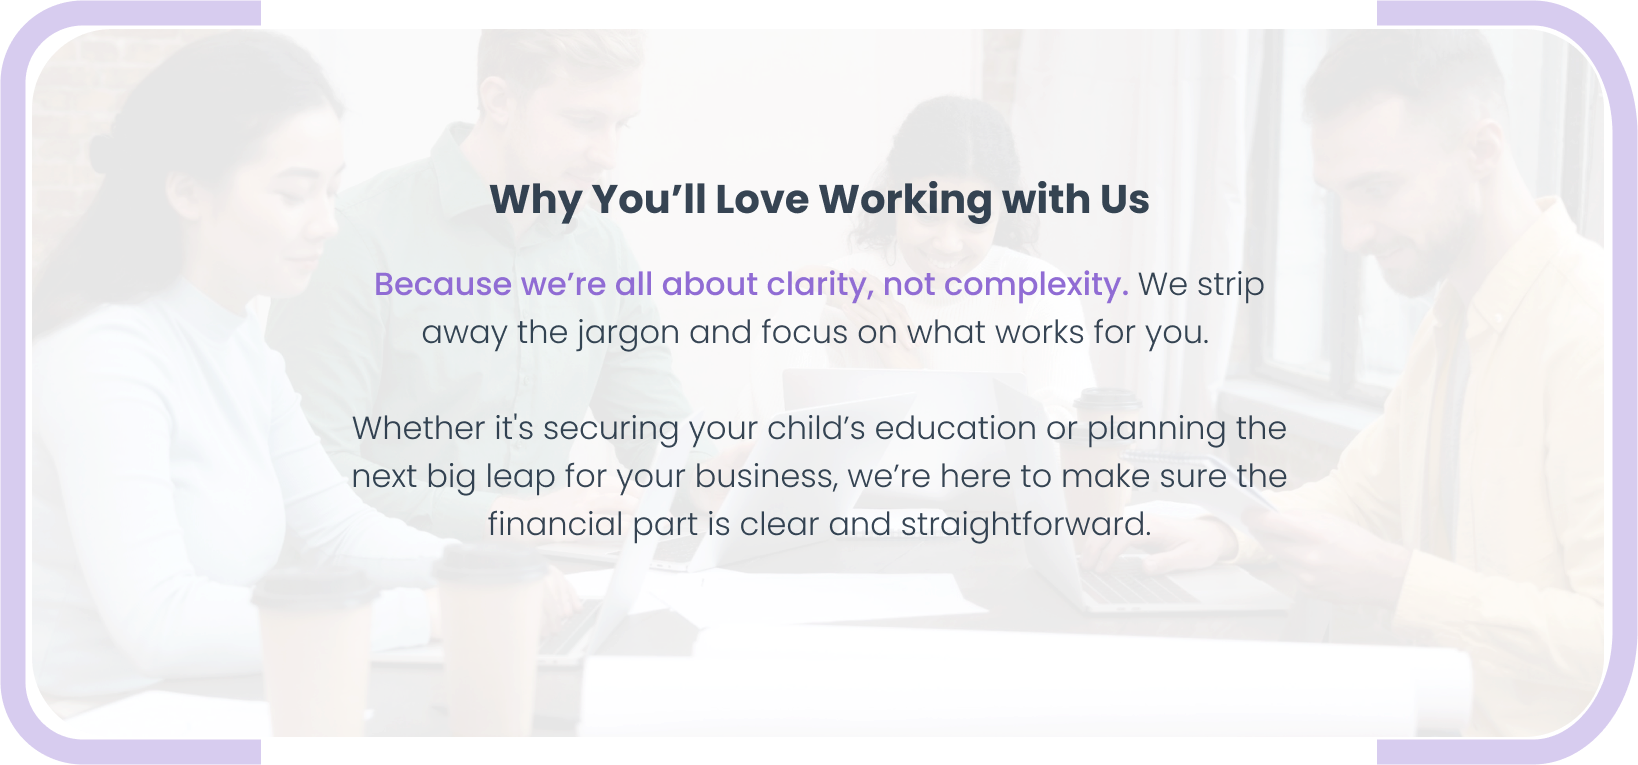 Why You’ll Love Working with Us
Because we’re all about clarity, not complexity. We strip
away the jargon and focus on what works for you.
Whether it's securing your child’s education or planning the
next big leap for your business, we’re here to make sure the
financial part is clear and straightforward.